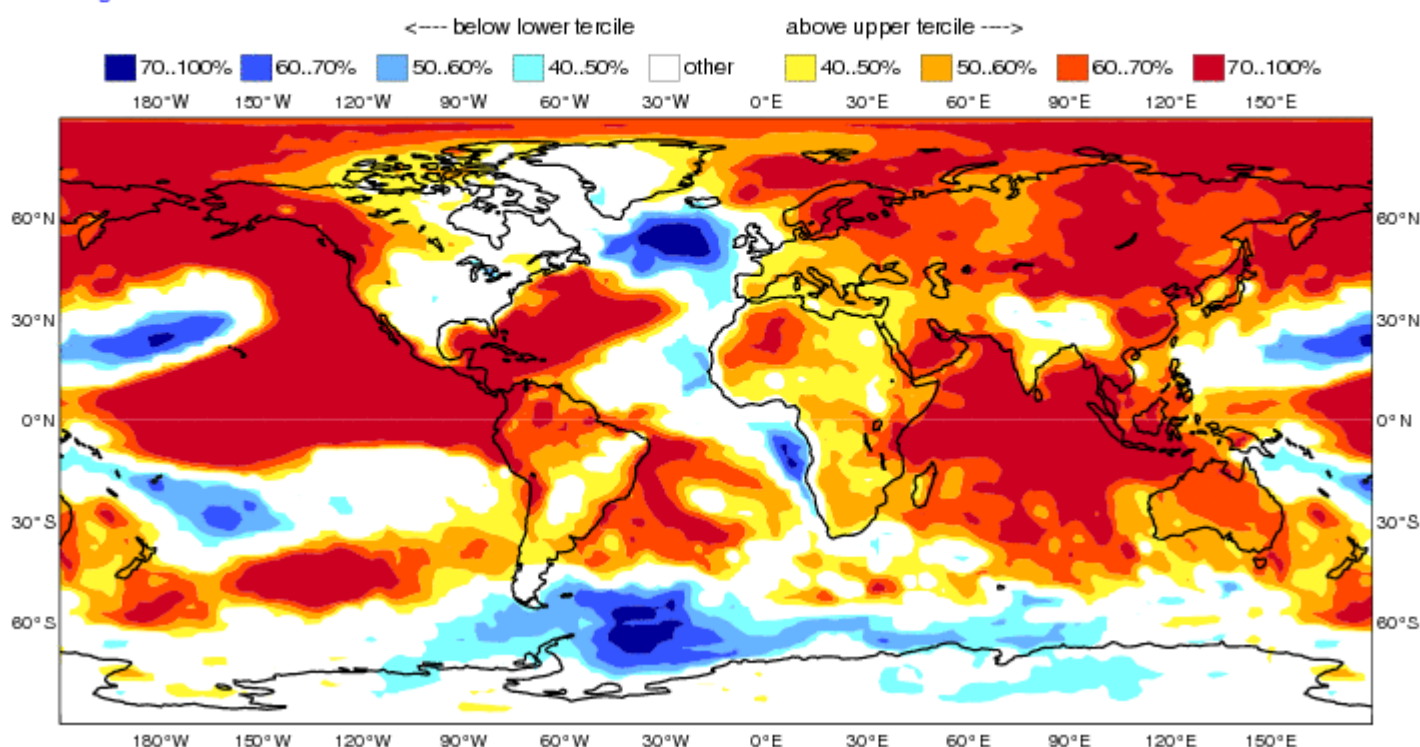 <---- below lower tercile above upper tercile ---->
70..100% 60..70% 50..60% 40..50% other 40..50% 50..60% 60..70% 70..100%
180°W 150°W 120°W 90°W 60°W 30°W 0°E 30°E 60°E 90°E 120°E 150°E
60°N 60°N
30°N 30°N
0°N 0°N
30°S 30°S
60°S 60°S
180°W 150°W 120°W 90°W 60°W 30°W 0°E 30°E 60°E 90°E 120°E 150°E